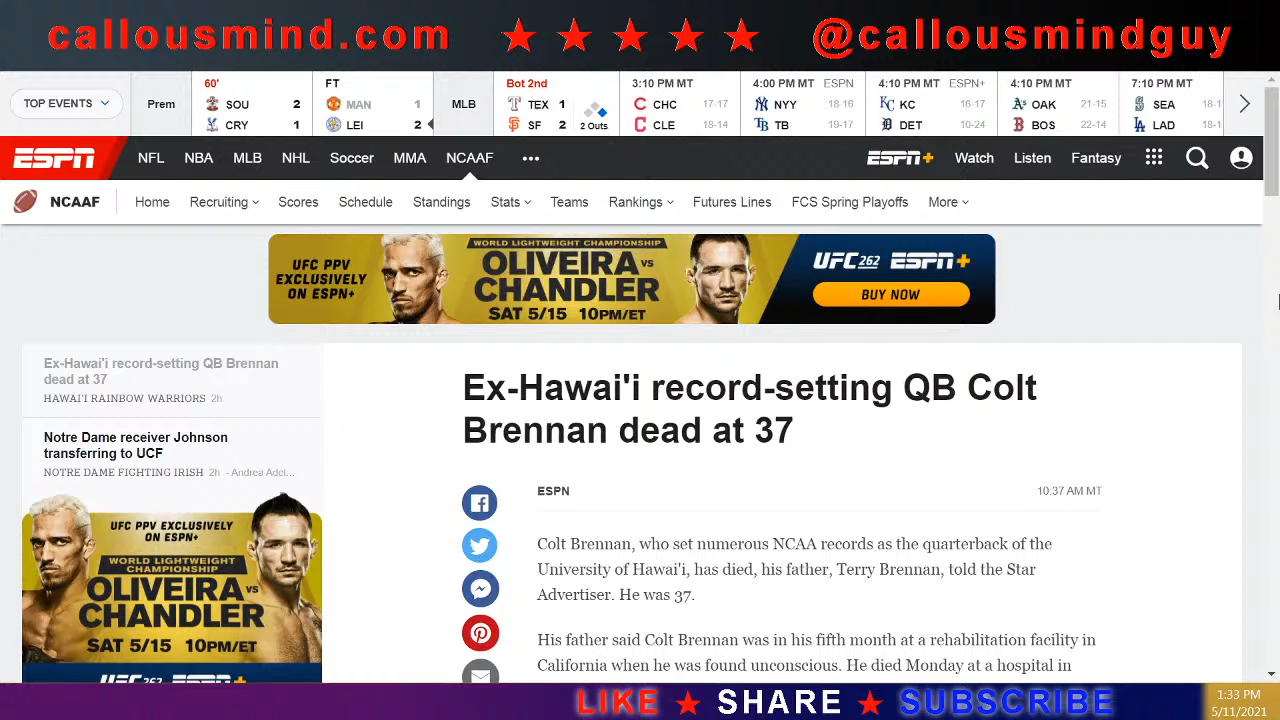 callousmind.com ★ ★ ★ ★ ★ @callousmindguy
TOP EVENTS
Prem
60'
SOU 2
CRY 1
FT
MAN 1
LEI 2
MLB
Bot 2nd
TEX 1
SF 2
2 Outs
3:10 PM MT
CHC 17-17
CLE 18-14
4:00 PM MT ESPN
NYY 18-16
TB 19-17
4:10 PM MT ESPN+
KC 16-17
DET 10-24
4:10 PM MT
OAK 21-15
BOS 22-14
7:10 PM MT
SEA 18-1
LAD 18-1
ESPN NFL NBA MLB NHL Soccer MMA NCAAF ••• ESPN+ Watch Listen Fantasy
NCAAF Home Recruiting Scores Schedule Standings Stats Teams Rankings Futures Lines FCS Spring Playoffs More
UFC PPV
EXCLUSIVELY
ON ESPN+
WORLD LIGHTWEIGHT CHAMPIONSHIP
OLIVEIRA VS
CHANDLER
SAT 5/15 10PM/ET
UFC 262 ESPN+
BUY NOW
Ex-Hawai'i record-setting QB Brennan
dead at 37
HAWAI'I RAINBOW WARRIORS 2h
Notre Dame receiver Johnson
transferring to UCF
NOTRE DAME FIGHTING IRISH 2h - Andrea Adel...
UFC PPV EXCLUSIVELY
ON ESPN+
WORLD LIGHTWEIGHT
CHAMPIONSHIP
OLIVEIRA VS
CHANDLER
SAT 5/15 10PM/ET
UFC 262 ESPN+
Ex-Hawai'i record-setting QB Colt
Brennan dead at 37
ESPN 10:37 AM MT
Colt Brennan, who set numerous NCAA records as the quarterback of the
University of Hawai'i, has died, his father, Terry Brennan, told the Star
Advertiser. He was 37.
His father said Colt Brennan was in his fifth month at a rehabilitation facility in
California when he was found unconscious. He died Monday at a hospital in
LIKE ★ SHARE ★ SUBSCRIBE
1:33 PM
5/11/2021